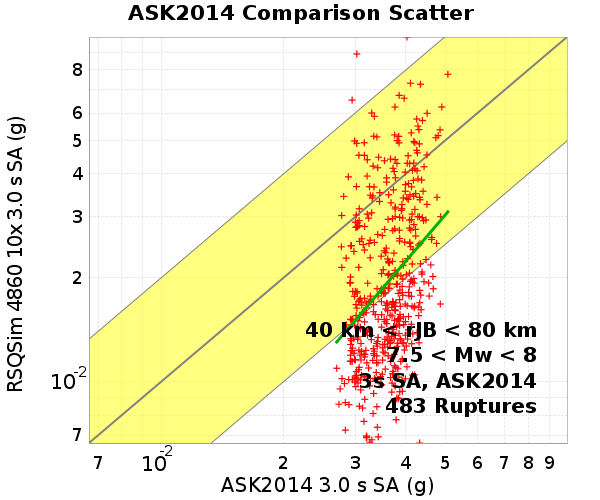 ASK2014 Comparison Scatter
RSQSim 4860 10x 3.0 s SA (g)
8
6
5
4
3
2
10-2
7
40 km < rJB < 80 km
7.5 < Mw < 8
3s SA, ASK2014
483 Ruptures
7 10-2 2 3 4 5 6 7 8 9
ASK2014 3.0 s SA (g)